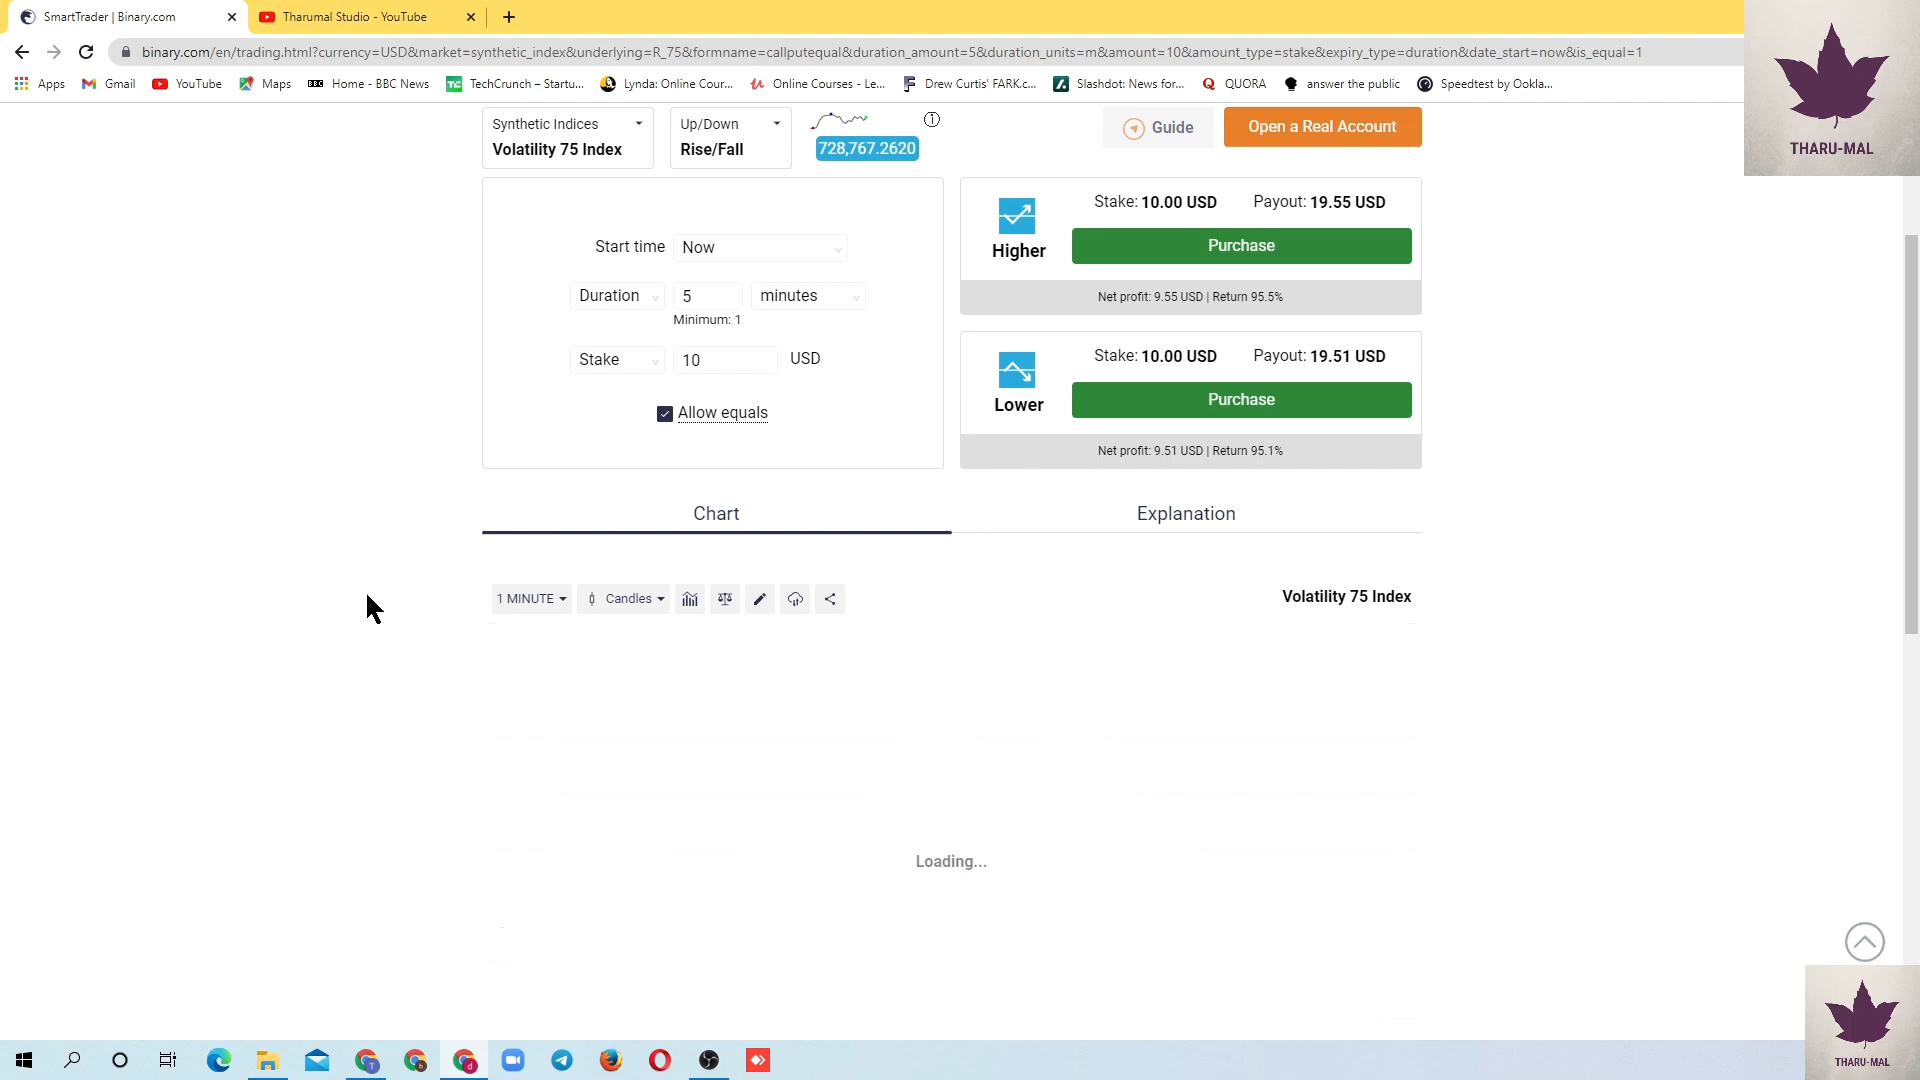 SmartTrader | Binary.com
Tharumal Studio - YouTube
binary.com/en/trading.html?currency=USD&market=synthetic_index&underlying=R_75&formname=callputequal&duration_amount=5&duration_units=m&amount=10&amount_type=stake&expiry_type=duration&date_start=now&is_equal=1
Apps Gmail YouTube Maps BBC Home - BBC News TC TechCrunch – Startu... Lynda: Online Cour... Online Courses - Le... Drew Curtis' FARK.c... Slashdot: News for... QUORA answer the public Speedtest by Ookla...
THARU-MAL
Synthetic Indices
Volatility 75 Index
Up/Down
Rise/Fall
728,767.2620
Guide
Open a Real Account
Start time Now
Duration 5 minutes
Minimum: 1
Stake 10 USD
Allow equals
Stake: 10.00 USD Payout: 19.55 USD
Higher
Purchase
Net profit: 9.55 USD | Return 95.5%
Stake: 10.00 USD Payout: 19.51 USD
Lower
Purchase
Net profit: 9.51 USD | Return 95.1%
Chart Explanation
1 MINUTE Candles
Volatility 75 Index
Loading...
THARU-MAL